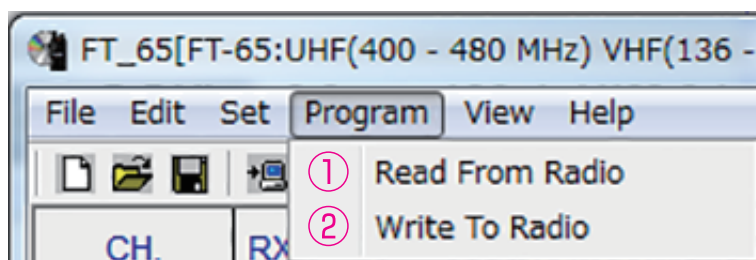 FT_65[FT-65:UHF(400 - 480 MHz) VHF(136 -
File Edit Set Program View Help
① Read From Radio
② Write To Radio
CH. RX